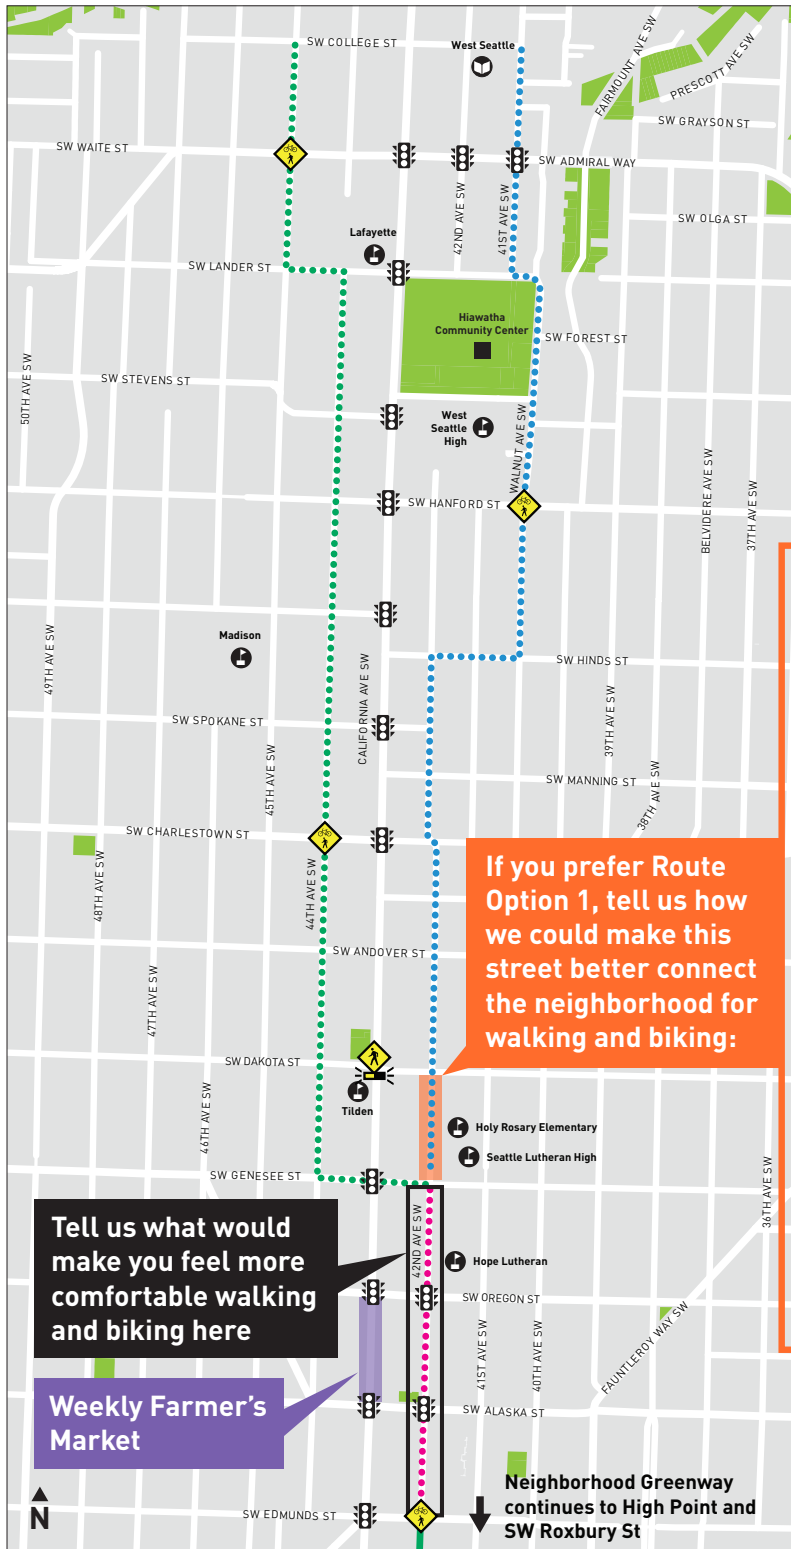 SW COLLEGE ST
West Seattle
FAIRMOUNT AVE SW
PRESCOTT AVE SW
SW GRAYSON ST
SW WAITE ST
SW ADMIRAL WAY
42ND AVE SW
41ST AVE SW
SW OLGA ST
Lafayette
SW LANDER ST
Hiawatha
Community Center
SW FOREST ST
50TH AVE SW
SW STEVENS ST
West
Seattle
High
WALNUT AVE SW
SW HANFORD ST
BELVIDERE AVE SW
37TH AVE SW
Madison
49TH AVE SW
CALIFORNIA AVE SW
SW HINDS ST
SW SPOKANE ST
39TH AVE SW
45TH AVE SW
SW MANNING ST
38TH AVE SW
SW CHARLESTOWN ST
48TH AVE SW
44TH AVE SW
If you prefer Route
Option 1, tell us how
we could make this
street better connect
the neighborhood for
walking and biking:
SW ANDOVER ST
47TH AVE SW
SW DAKOTA ST
Tilden
46TH AVE SW
Holy Rosary Elementary
Seattle Lutheran High
SW GENESEE ST
36TH AVE SW
Tell us what would
make you feel more
comfortable walking
and biking here
42ND AVE SW
Hope Lutheran
SW OREGON ST
41ST AVE SW
40TH AVE SW
FAUNTLEROY WAY SW
Weekly Farmer's
Market
SW ALASKA ST
N
SW EDMUNDS ST
Neighborhood Greenway
continues to High Point and
SW Roxbury St